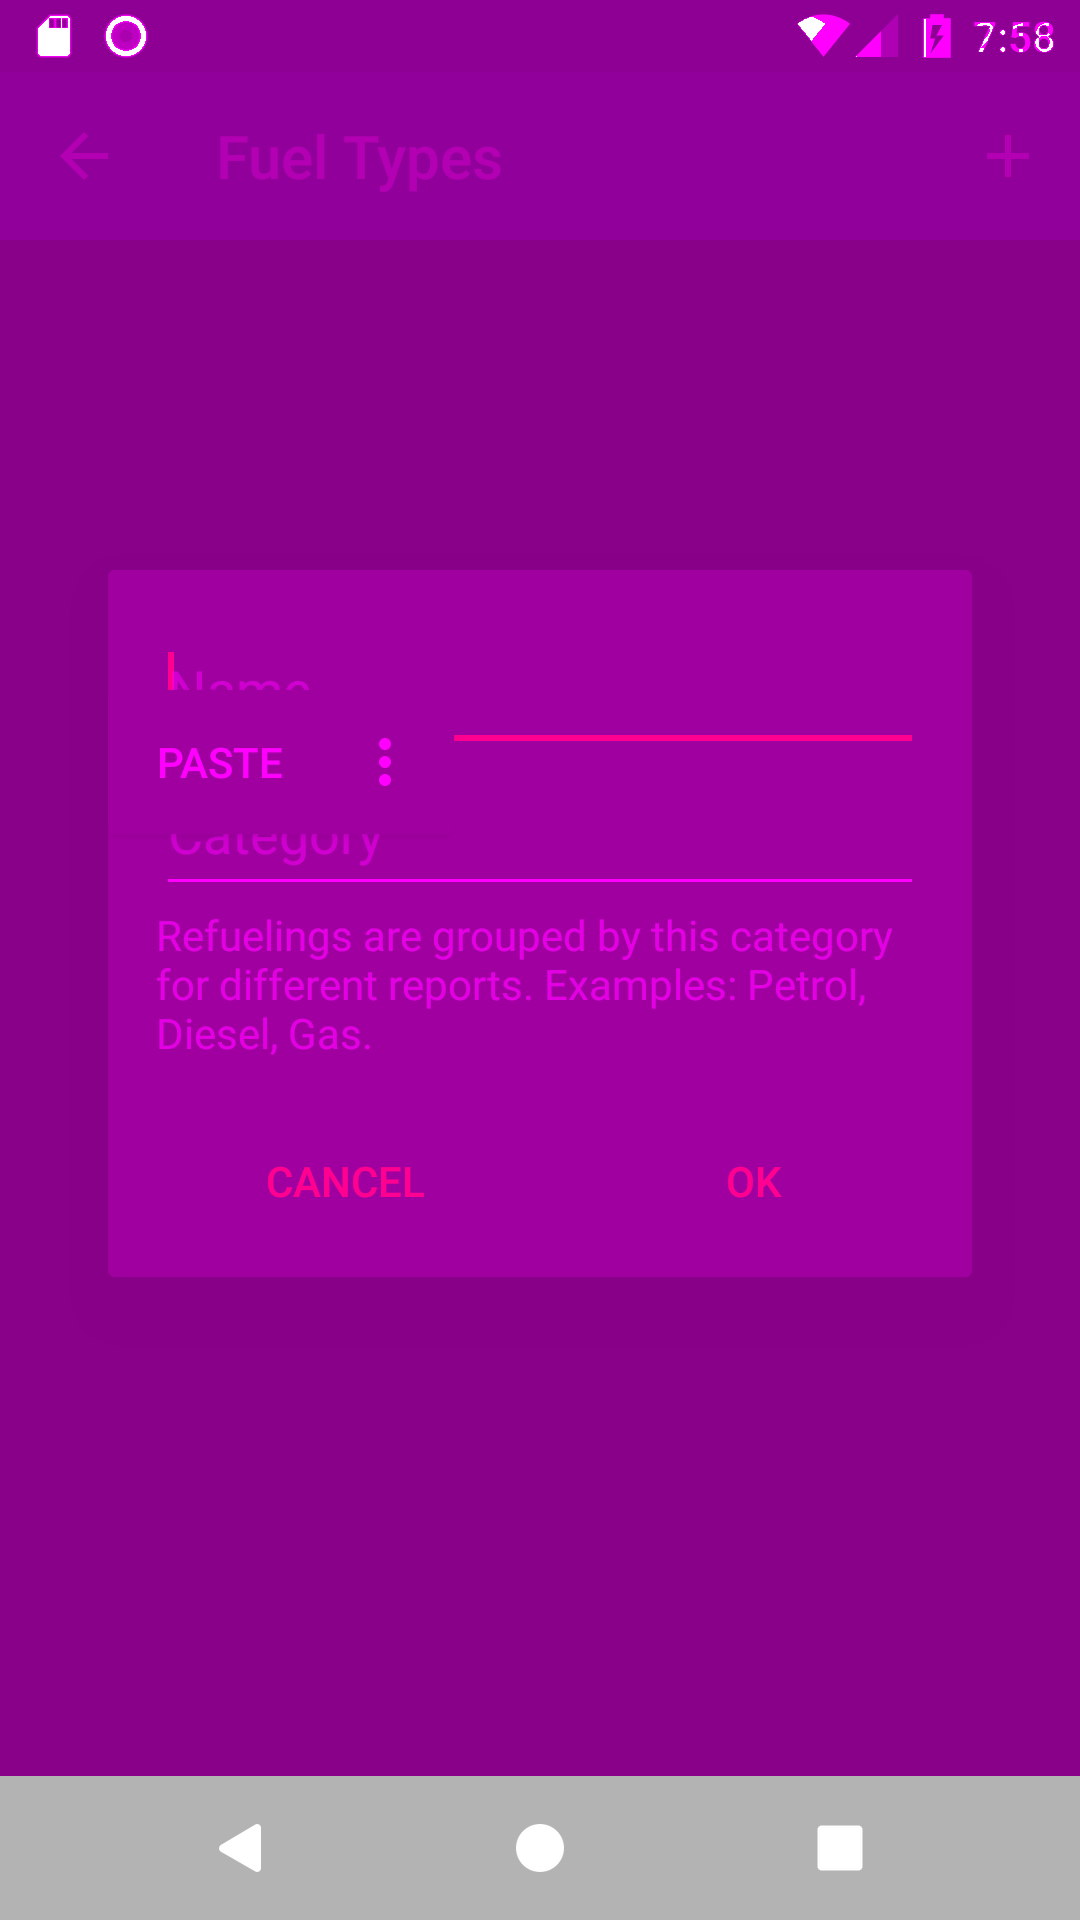 7:58
Fuel Types
Name
PASTE
Category
Refuelings are grouped by this category
for different reports. Examples: Petrol,
Diesel, Gas.
CANCEL OK